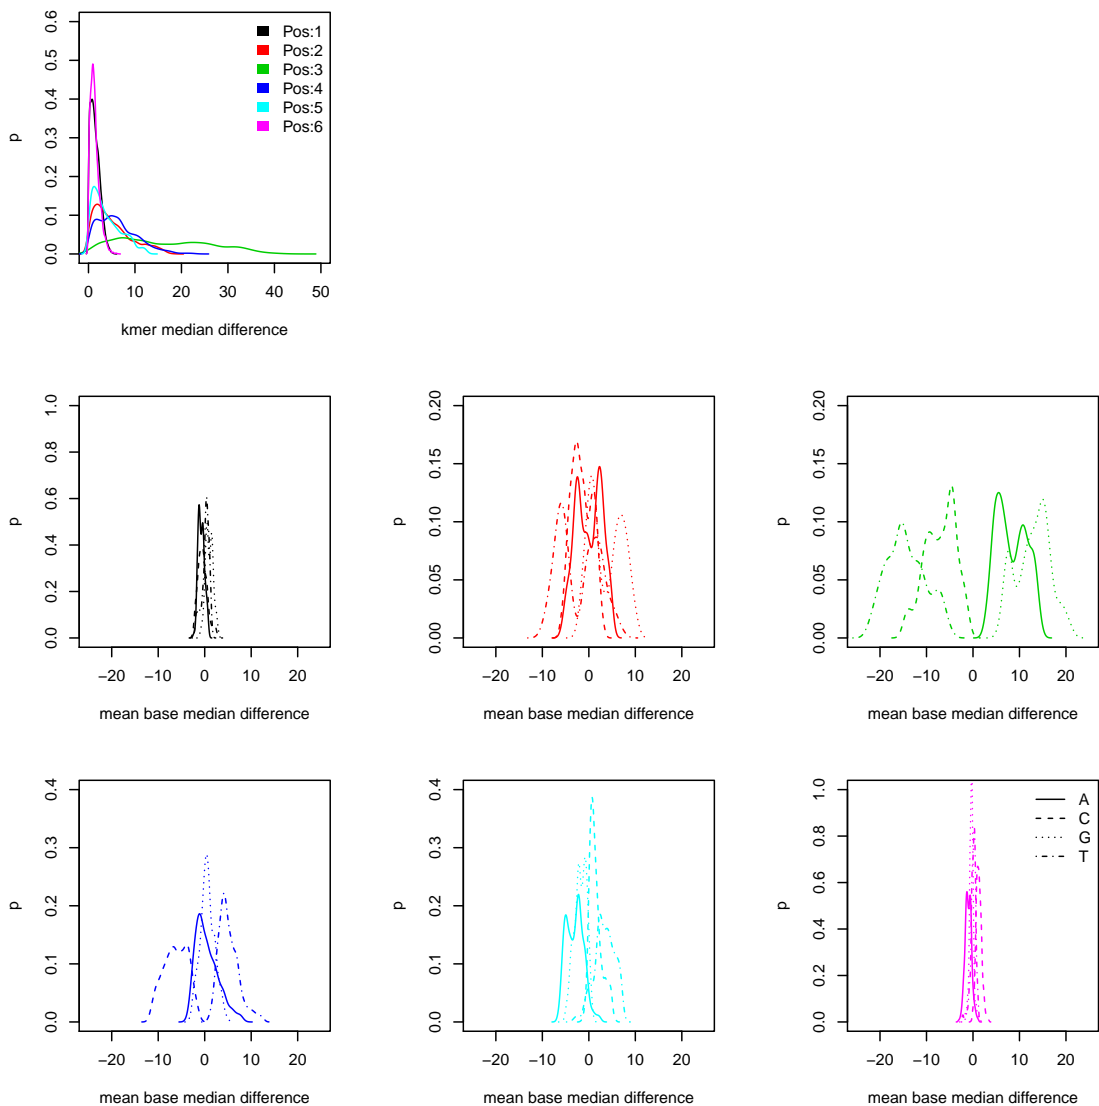 0.6
0.5
0.4
0.3
0.2
0.1
0.0
p
Pos:1
Pos:2
Pos:3
Pos:4
Pos:5
Pos:6
0 10 20 30 40 50
kmer median difference
1.0
0.8
0.6
0.4
0.2
0.0
p
−20 −10 0 10 20
mean base median difference
0.20
0.15
0.10
0.05
0.00
p
−20 −10 0 10 20
mean base median difference
0.20
0.15
0.10
0.05
0.00
p
−20 −10 0 10 20
mean base median difference
0.4
0.3
0.2
0.1
0.0
p
−20 −10 0 10 20
mean base median difference
0.4
0.3
0.2
0.1
0.0
p
−20 −10 0 10 20
mean base median difference
1.0
0.8
0.6
0.4
0.2
0.0
p
A
C
G
T
−20 −10 0 10 20
mean base median difference